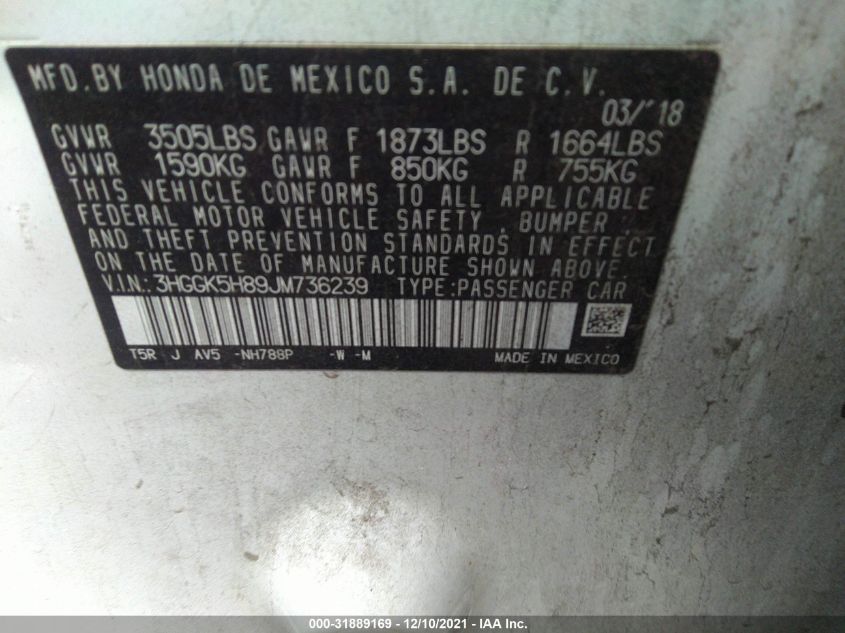 MFD.BY HONDA DE MEXICO S.A. DE C.V.
03/'18
GVWR 3505LBS GAWR F 1873LBS R 1664LBS
GVWR 1590KG GAWR F 850KG R 755KG
THIS VEHICLE CONFORMS TO ALL APPLICABLE
FEDERAL MOTOR VEHICLE SAFETY, BUMPER,
AND THEFT PREVENTION STANDARDS IN EFFECT
ON THE DATE OF MANUFACTURE SHOWN ABOVE.
V.I.N.: 3HGGK5H89JM736239 TYPE:PASSENGER CAR
T5R J AV5 -NH788P -W -M MADE IN MEXICO
000-31889169 - 12/10/2021 - IAA Inc.